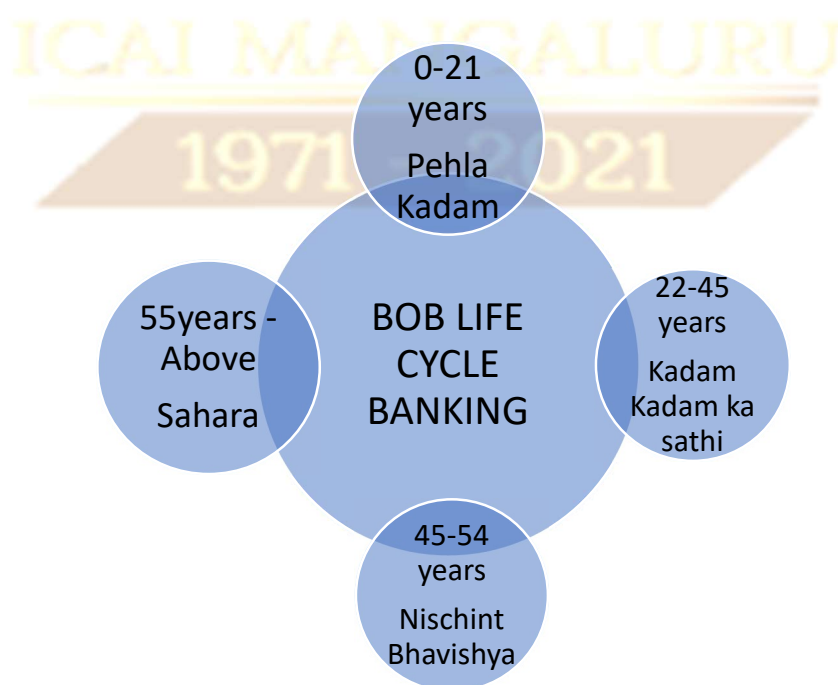 ICAI MANGALURU
1971 - 2021
0-21
years
Pehla
Kadam
22-45
years
Kadam
Kadam ka
sathi
45-54
years
Nischint
Bhavishya
55years -
Above
Sahara
BOB LIFE
CYCLE
BANKING